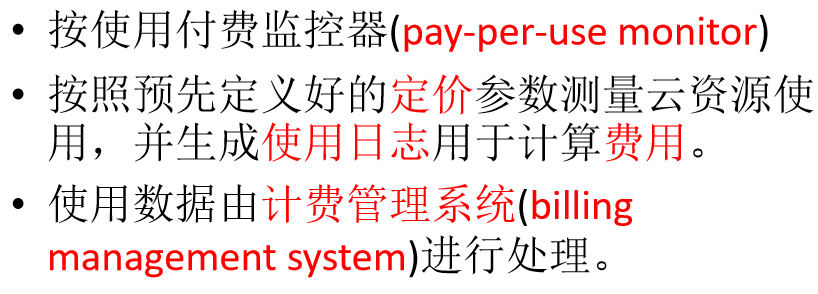 • 按使用付费监控器(pay-per-use monitor)
• 按照预先定义好的定价参数测量云资源使
用，并生成使用日志用于计算费用。
• 使用数据由计费管理系统(billing
management system)进行处理。